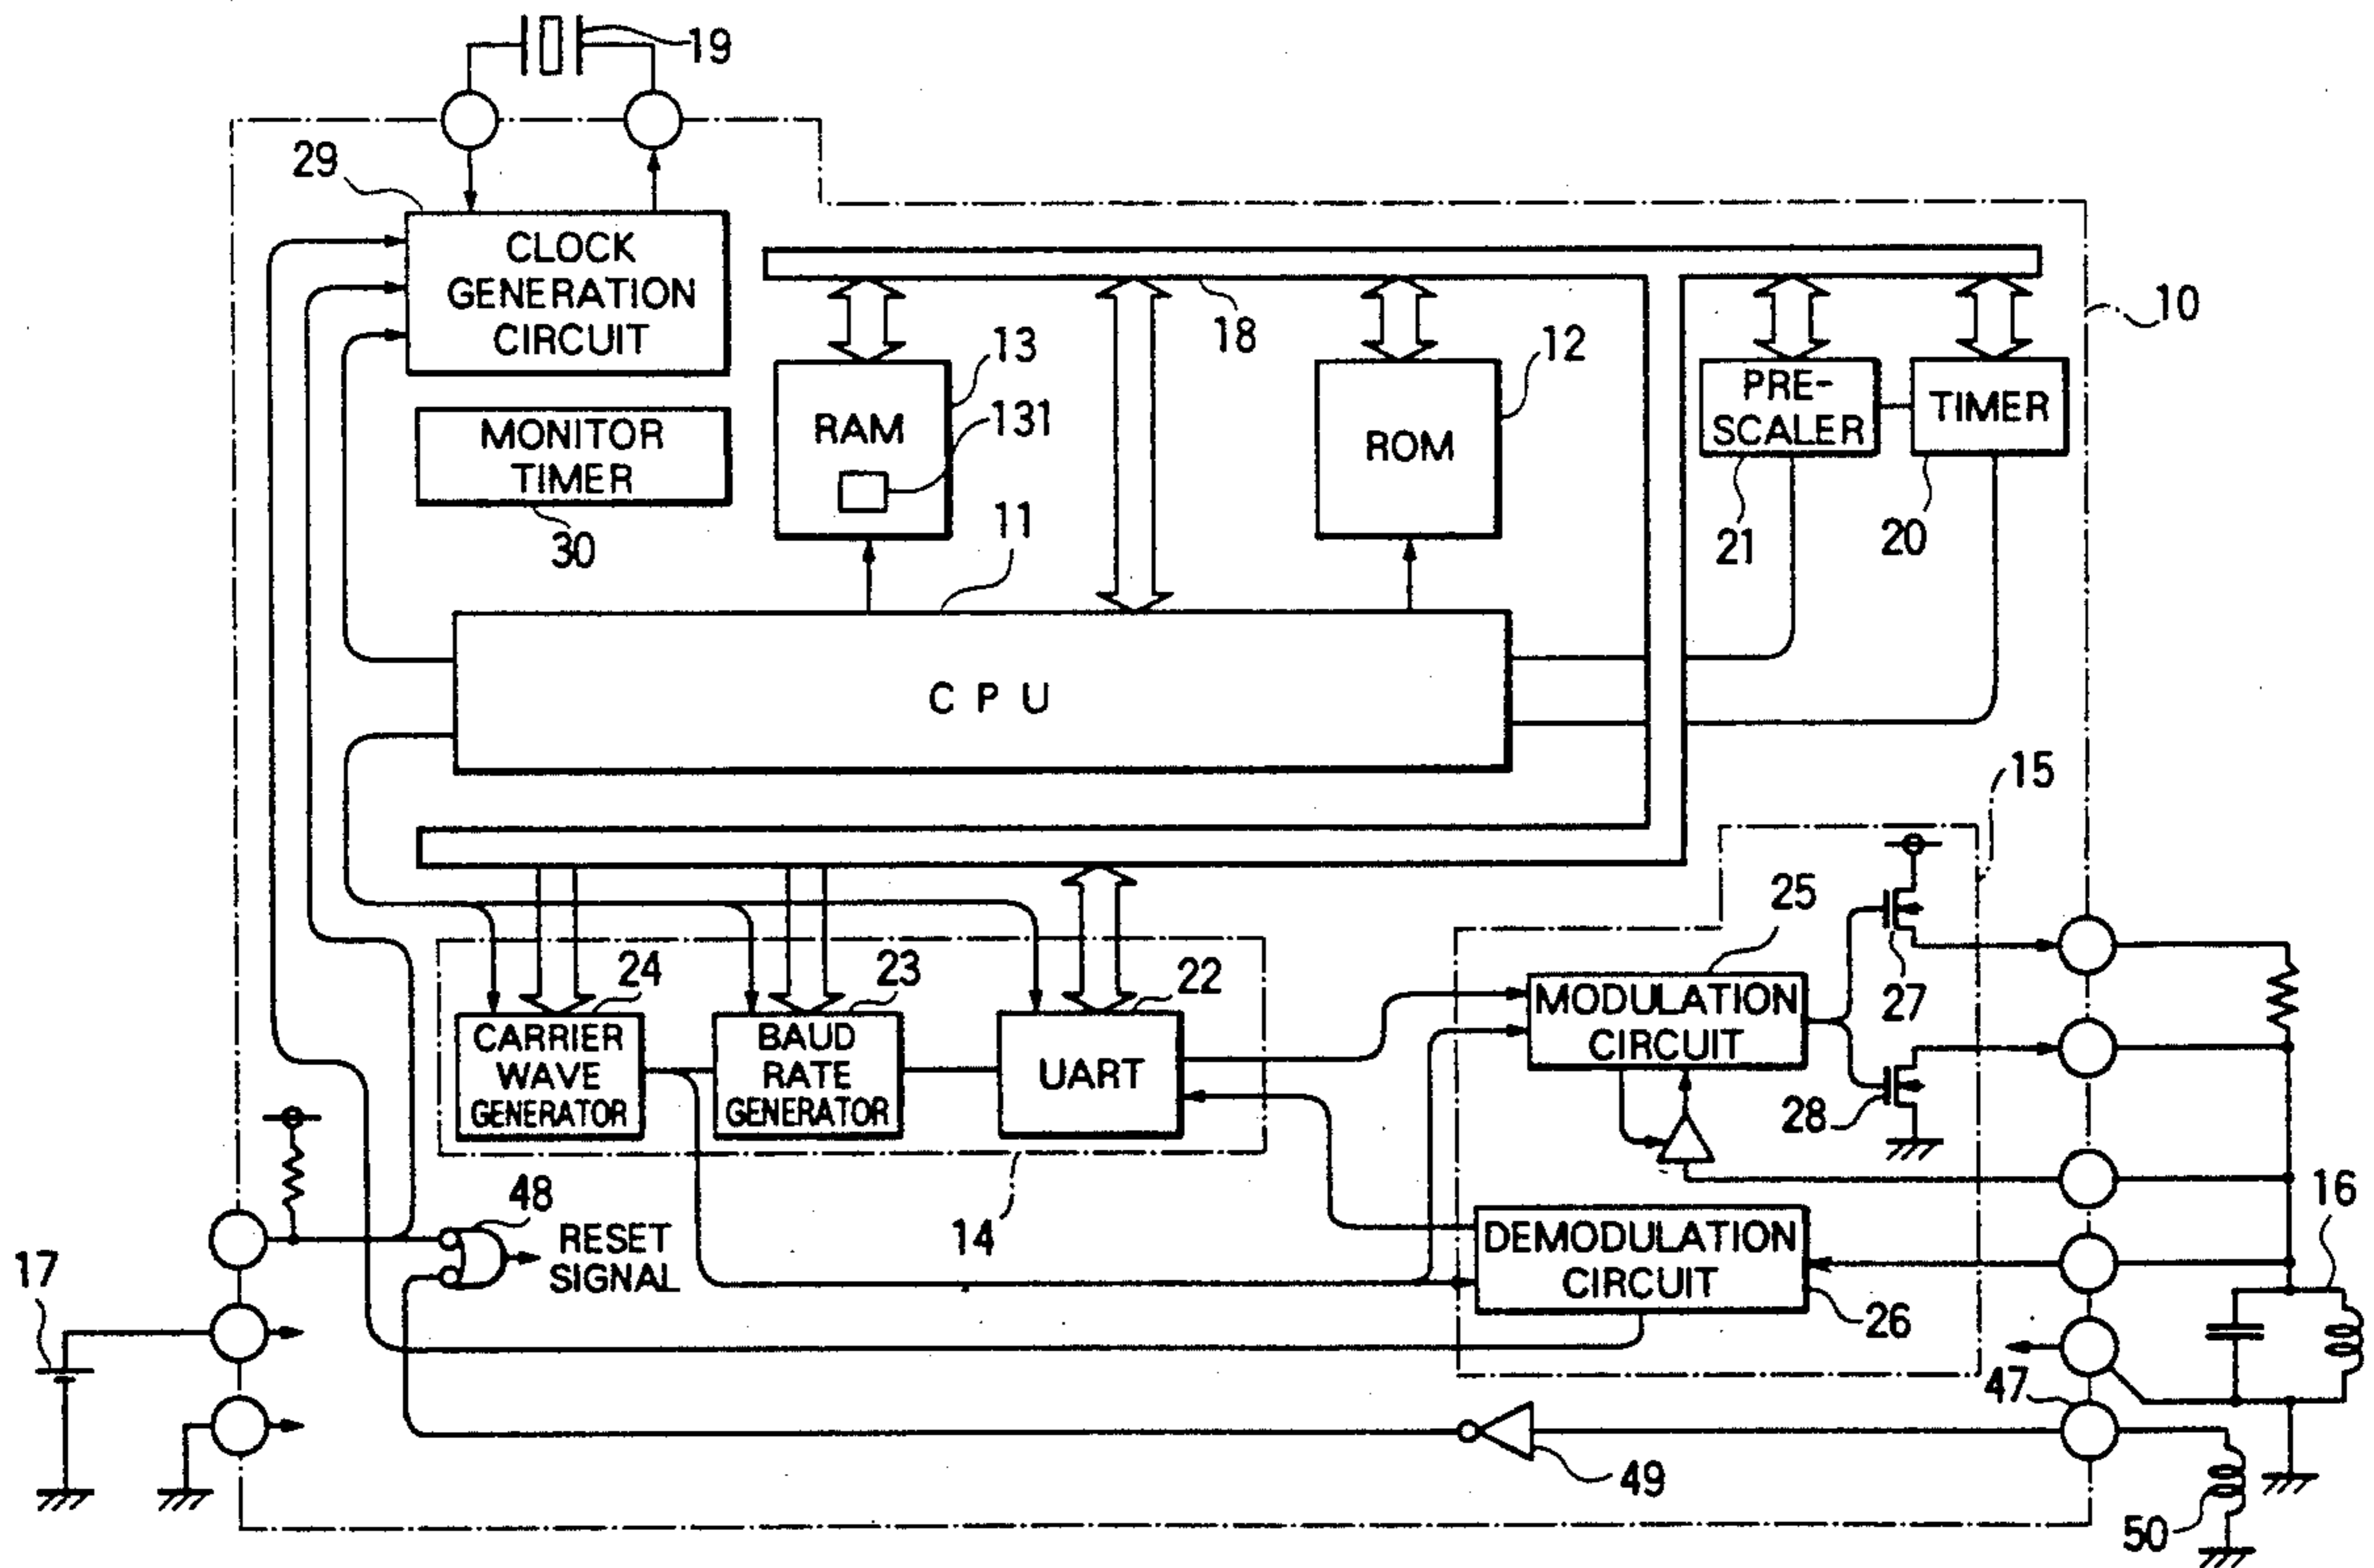 19
29
CLOCK
GENERATION
CIRCUIT
18
10
13
131
RAM
12
ROM
PRE-
SCALER
TIMER
21
20
MONITOR
TIMER
30
11
CPU
15
25
24
23
22
27
CARRIER
WAVE
GENERATOR
BAUD
RATE
GENERATOR
UART
MODULATION
CIRCUIT
28
14
48
RESET
SIGNAL
16
17
DEMODULATION
CIRCUIT
26
47
49
50